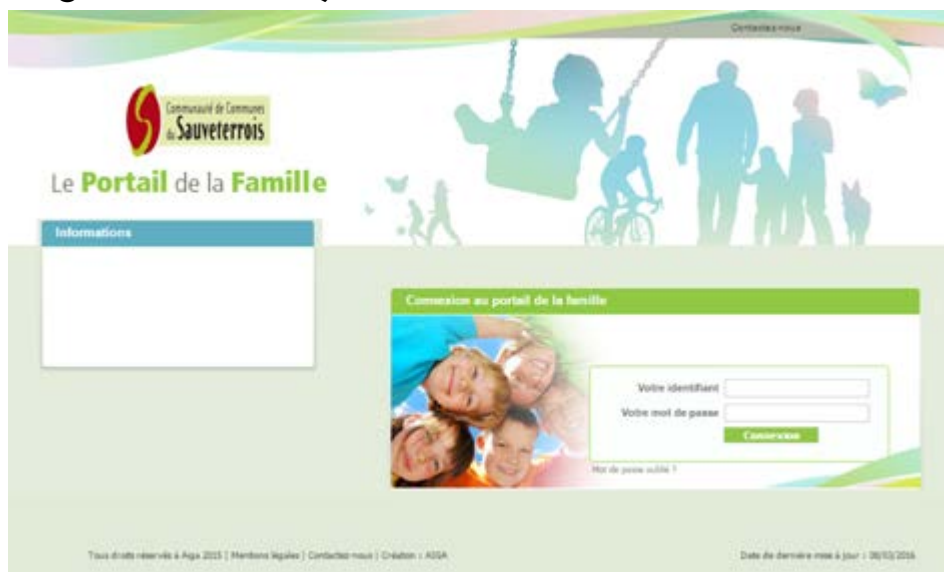 Contactez-nous
Communauté de Communes
du Sauveterrois
Le Portail de la Famille
Informations
Connexion au portail de la famille
Votre identifiant
Votre mot de passe
Connexion
Mot de passe oublié ?
Tous droits réservés à Aiga 2015 | Mentions légales | Contactez-nous | Création : AIGA
Date de dernière mise à jour : 08/03/2016